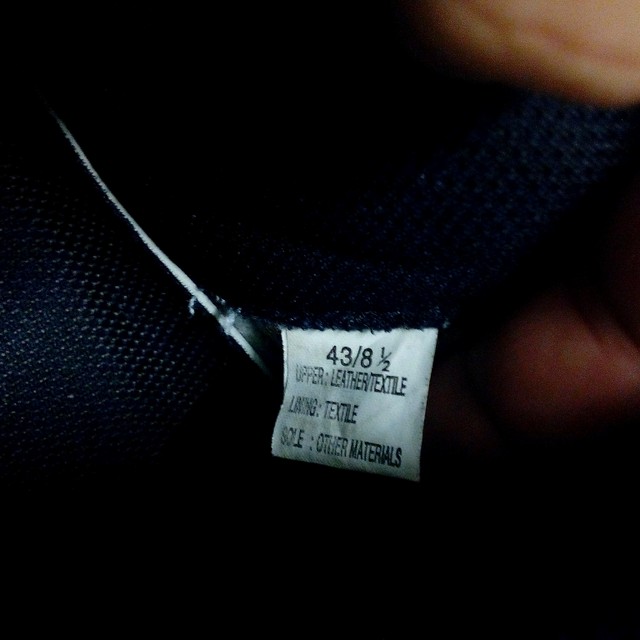 43/8 ½
UPPER: LEATHER/TEXTILE
LINING: TEXTILE
SOLE : OTHER MATERIALS